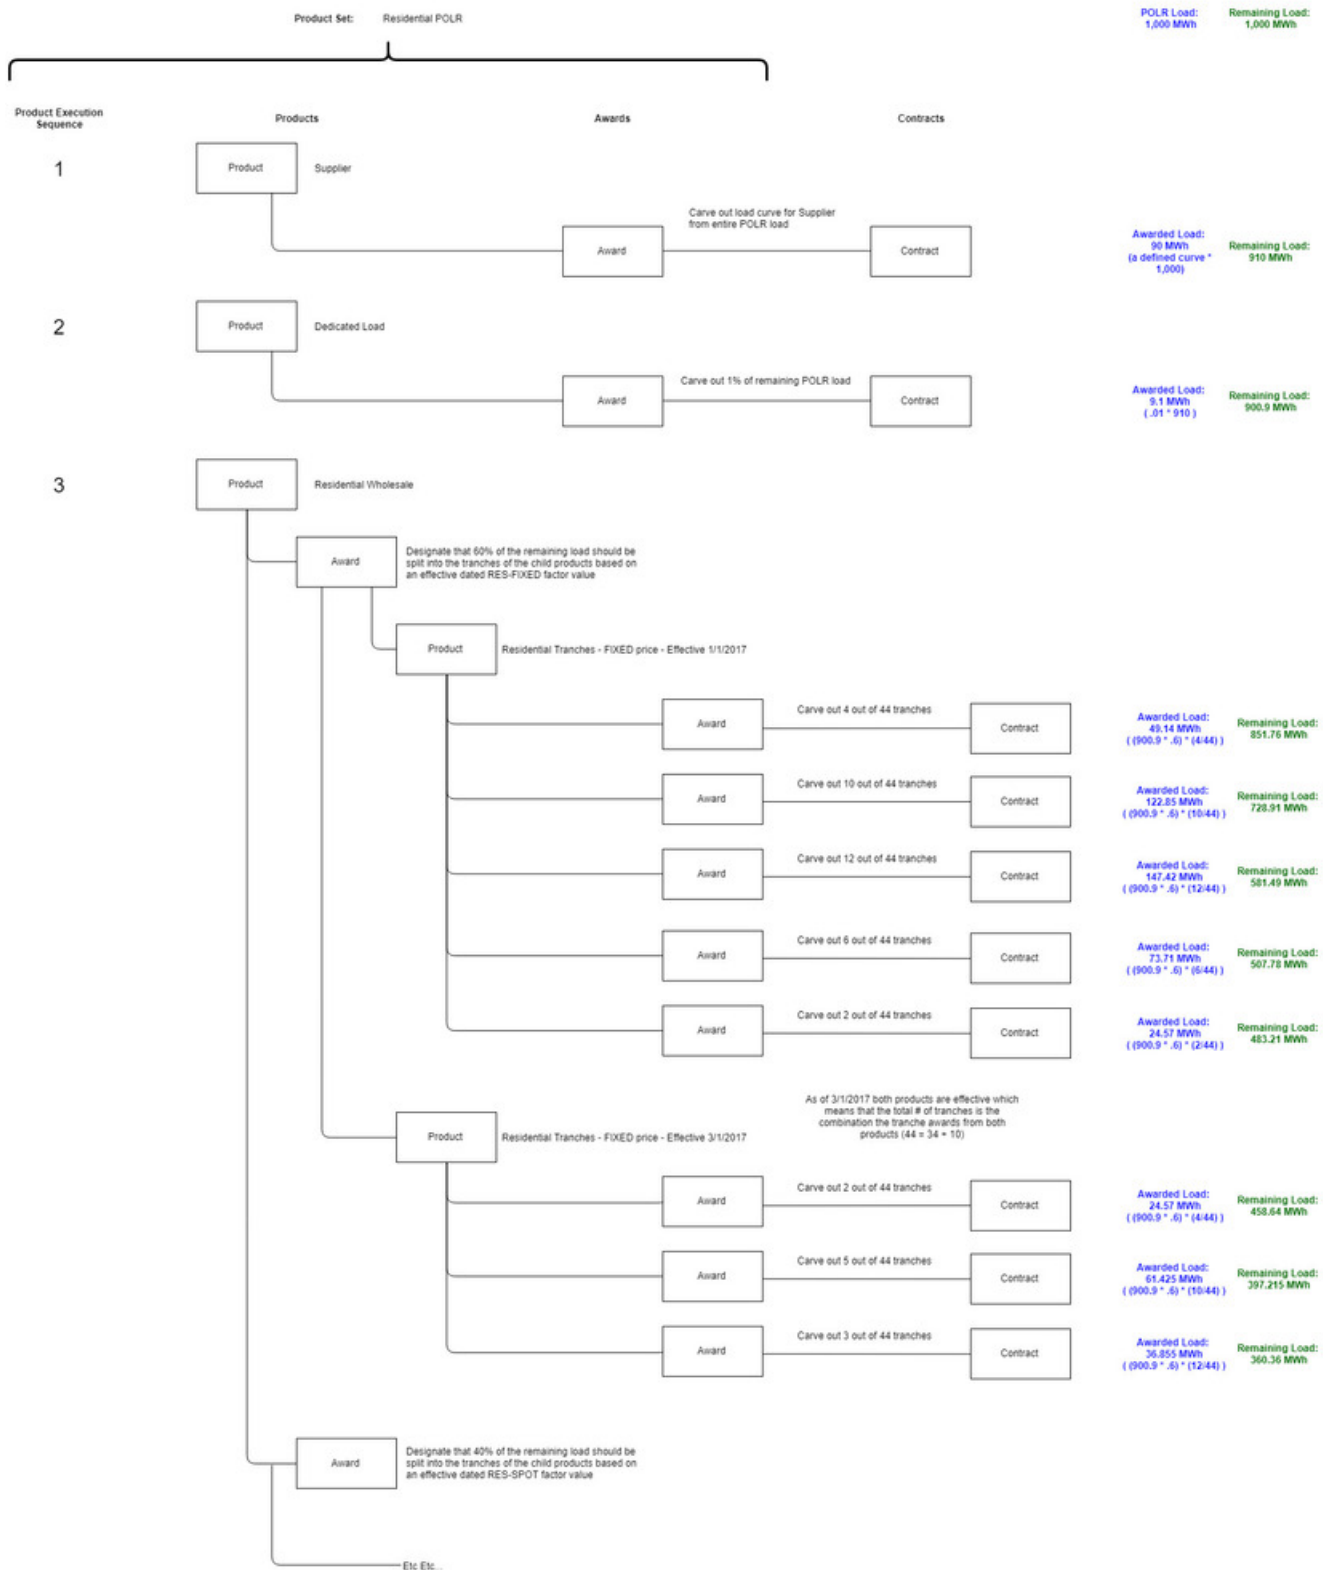 Product Set: Residential POLR
POLR Load:
1,000 MWh
Remaining Load:
1,000 MWh
Product Execution
Sequence
Products
Awards
Contracts
1
Product
Supplier
Carve out load curve for Supplier
from entire POLR load
Award
Contract
Awarded Load:
90 MWh
(a defined curve *
1,000)
Remaining Load:
910 MWh
2
Product
Dedicated Load
Carve out 1% of remaining POLR load
Award
Contract
Awarded Load:
9.1 MWh
( .01 * 910 )
Remaining Load:
900.9 MWh
3
Product
Residential Wholesale
Award
Designate that 60% of the remaining load should be
split into the tranches of the child products based on
an effective dated RES-FIXED factor value
Product
Residential Tranches - FIXED price - Effective 1/1/2017
Award
Carve out 4 out of 44 tranches
Contract
Awarded Load:
49.14 MWh
( (900.9 * .6) * (4/44) )
Remaining Load:
851.76 MWh
Award
Carve out 10 out of 44 tranches
Contract
Awarded Load:
122.85 MWh
( (900.9 * .6) * (10/44) )
Remaining Load:
728.91 MWh
Award
Carve out 12 out of 44 tranches
Contract
Awarded Load:
147.42 MWh
( (900.9 * .6) * (12/44) )
Remaining Load:
581.49 MWh
Award
Carve out 6 out of 44 tranches
Contract
Awarded Load:
73.71 MWh
( (900.9 * .6) * (6/44) )
Remaining Load:
507.78 MWh
Award
Carve out 2 out of 44 tranches
Contract
Awarded Load:
24.57 MWh
( (900.9 * .6) * (2/44) )
Remaining Load:
483.21 MWh
As of 3/1/2017 both products are effective which
means that the total # of tranches is the
combination the tranche awards from both
products (44 = 34 + 10)
Product
Residential Tranches - FIXED price - Effective 3/1/2017
Award
Carve out 2 out of 44 tranches
Contract
Awarded Load:
24.57 MWh
( (900.9 * .6) * (4/44) )
Remaining Load:
458.64 MWh
Award
Carve out 5 out of 44 tranches
Contract
Awarded Load:
61.425 MWh
( (900.9 * .6) * (10/44) )
Remaining Load:
397.215 MWh
Award
Carve out 3 out of 44 tranches
Contract
Awarded Load:
36.855 MWh
( (900.9 * .6) * (12/44) )
Remaining Load:
360.36 MWh
Award
Designate that 40% of the remaining load should be
split into the tranches of the child products based on
an effective dated RES-SPOT factor value
Etc Etc...